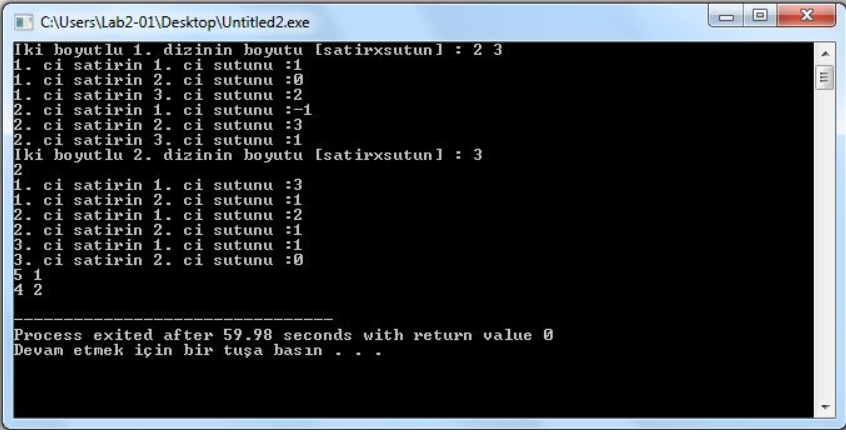 C:\Users\Lab2-01\Desktop\Untitled2.exe
Iki boyutlu 1. dizinin boyutu [satirxsutun] : 2 3
1. ci satirin 1. ci sutunu :1
1. ci satirin 2. ci sutunu :0
1. ci satirin 3. ci sutunu :2
2. ci satirin 1. ci sutunu :-1
2. ci satirin 2. ci sutunu :3
2. ci satirin 3. ci sutunu :1
Iki boyutlu 2. dizinin boyutu [satirxsutun] : 3
2
1. ci satirin 1. ci sutunu :3
1. ci satirin 2. ci sutunu :1
2. ci satirin 1. ci sutunu :2
2. ci satirin 2. ci sutunu :1
3. ci satirin 1. ci sutunu :1
3. ci satirin 2. ci sutunu :0
5 1
4 2
--------------------------------
Process exited after 59.98 seconds with return value 0
Devam etmek için bir tuşa basın . . .